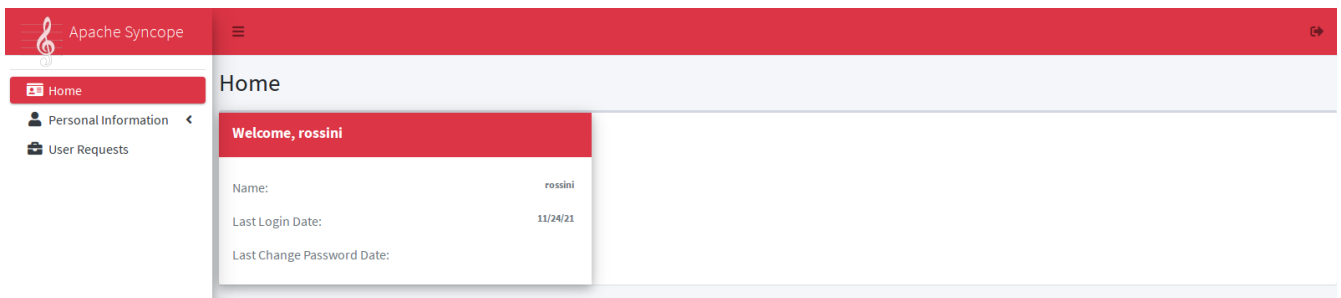 Apache Syncope
Home
Personal Information
User Requests
Home
Welcome, rossini
Name: rossini
Last Login Date: 11/24/21
Last Change Password Date: